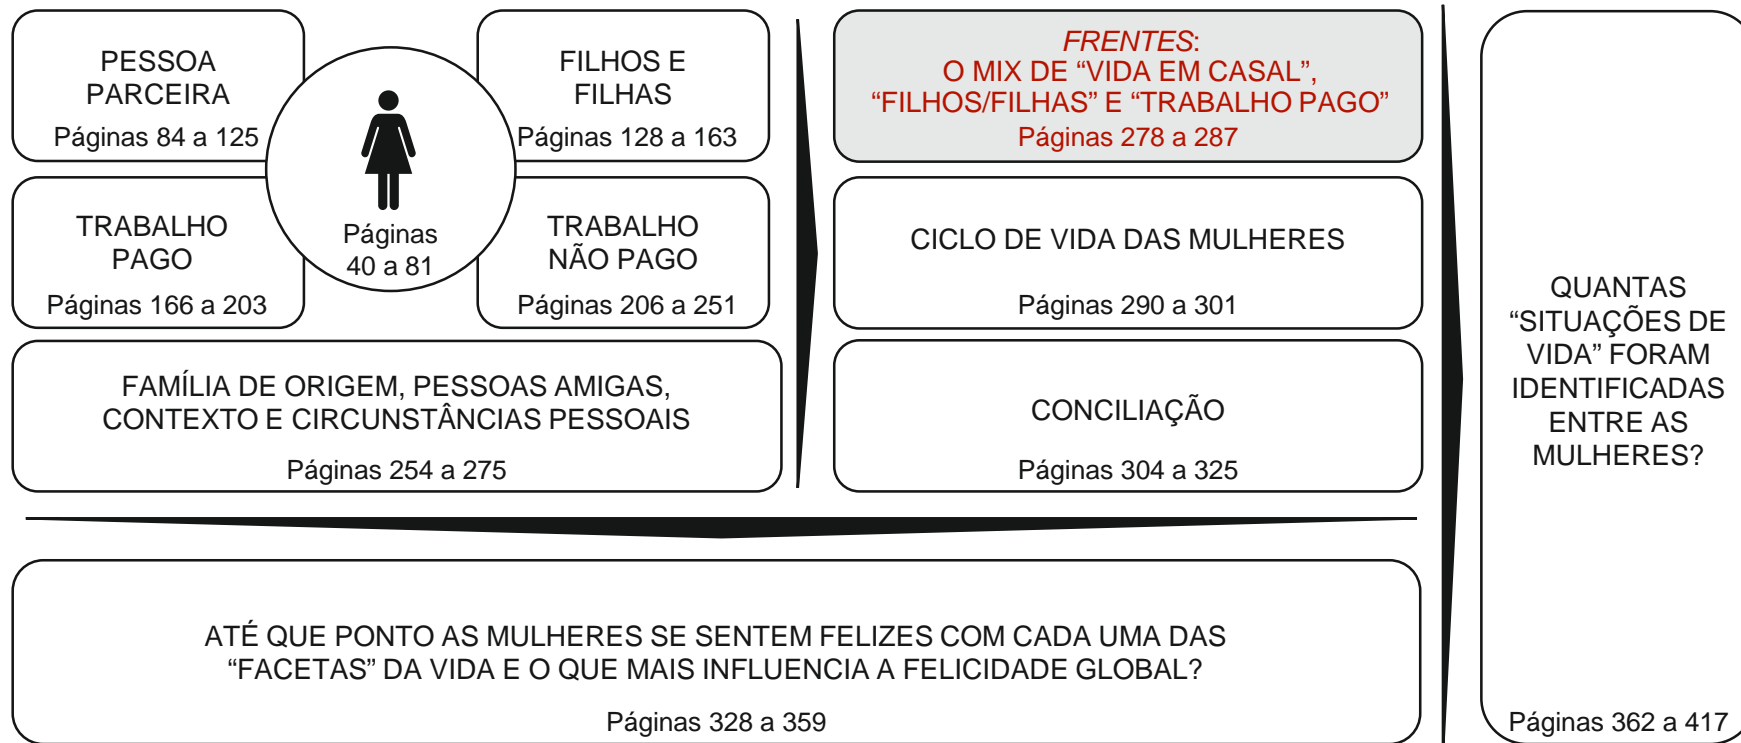 PESSOA
PARCEIRA
Páginas 84 a 125
FILHOS E
FILHAS
Páginas 128 a 163
Páginas
40 a 81
TRABALHO
PAGO
Páginas 166 a 203
TRABALHO
NÃO PAGO
Páginas 206 a 251
FAMÍLIA DE ORIGEM, PESSOAS AMIGAS,
CONTEXTO E CIRCUNSTÂNCIAS PESSOAIS
Páginas 254 a 275
FRENTES:
O MIX DE “VIDA EM CASAL”,
“FILHOS/FILHAS” E “TRABALHO PAGO”
Páginas 278 a 287
CICLO DE VIDA DAS MULHERES
Páginas 290 a 301
CONCILIAÇÃO
Páginas 304 a 325
ATÉ QUE PONTO AS MULHERES SE SENTEM FELIZES COM CADA UMA DAS
“FACETAS” DA VIDA E O QUE MAIS INFLUENCIA A FELICIDADE GLOBAL?
Páginas 328 a 359
QUANTAS
“SITUAÇÕES DE
VIDA” FORAM
IDENTIFICADAS
ENTRE AS
MULHERES?
Páginas 362 a 417